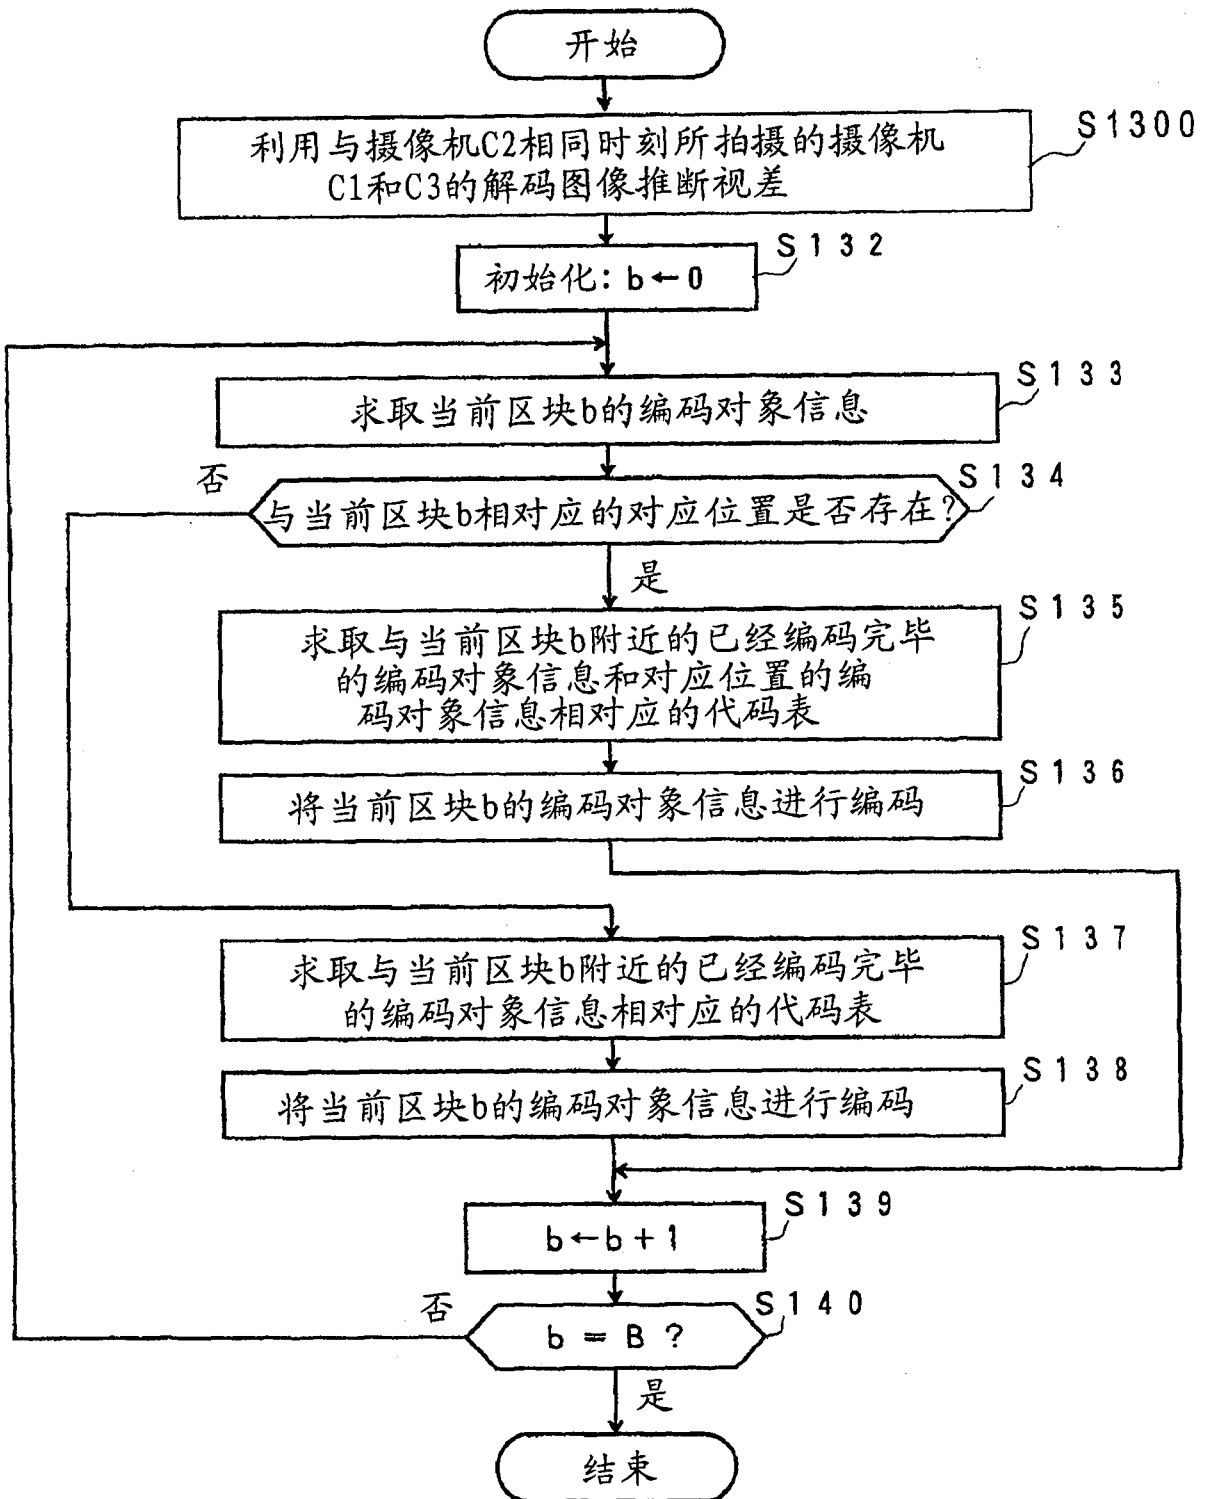 开始
利用与摄像机C2相同时刻所拍摄的摄像机
C1和C3的解码图像推断视差
S1300
初始化: b←0
S132
求取当前区块b的编码对象信息
S133
与当前区块b相对应的对应位置是否存在?
S134
否
是
求取与当前区块b附近的已经编码完毕
的编码对象信息和对应位置的编
码对象信息相对应的代码表
S135
将当前区块b的编码对象信息进行编码
S136
求取与当前区块b附近的已经编码完毕
的编码对象信息相对应的代码表
S137
将当前区块b的编码对象信息进行编码
S138
b←b+1
S139
b = B ?
S140
否
是
结束